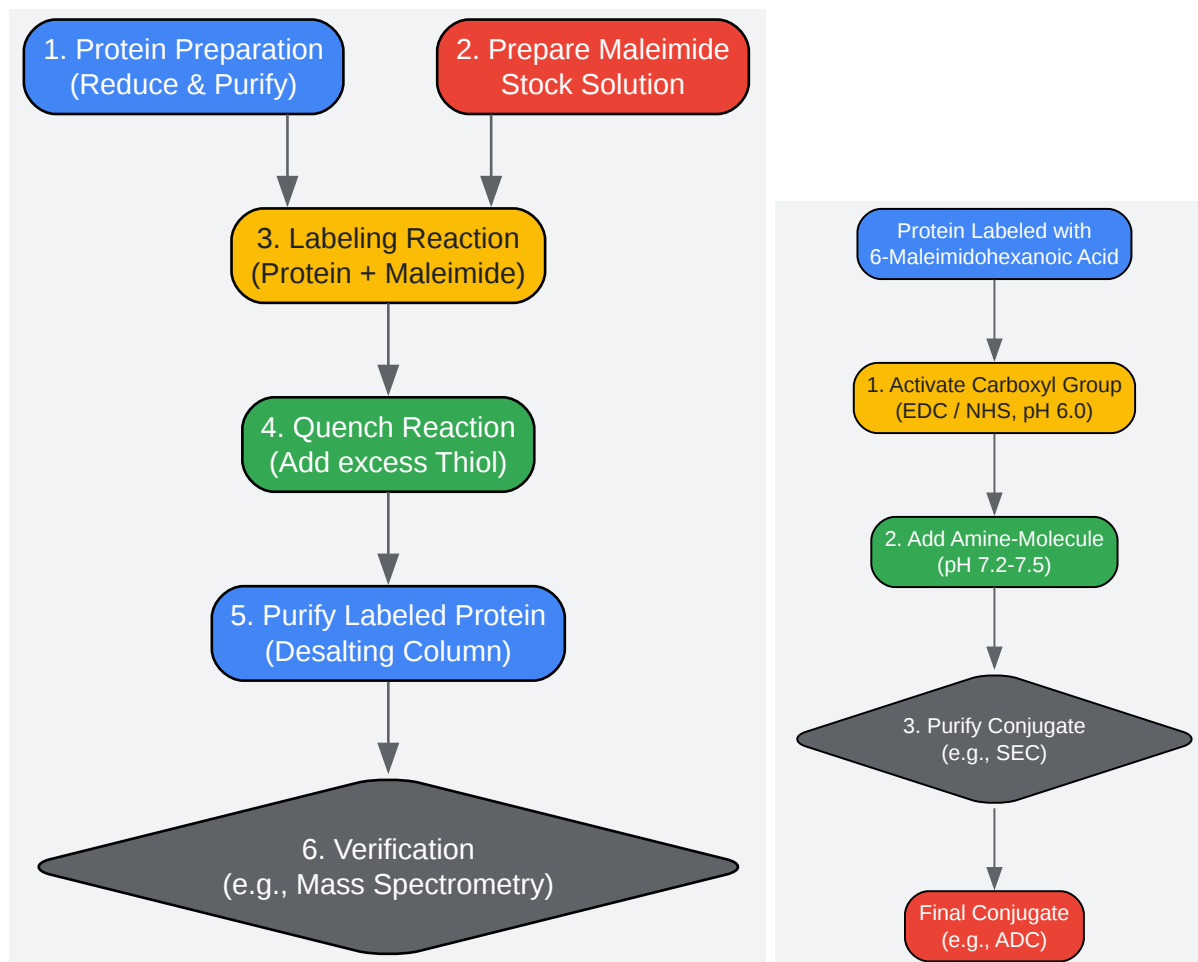 1. Protein Preparation
(Reduce & Purify)
2. Prepare Maleimide
Stock Solution
3. Labeling Reaction
(Protein + Maleimide)
4. Quench Reaction
(Add excess Thiol)
5. Purify Labeled Protein
(Desalting Column)
6. Verification
(e.g., Mass Spectrometry)
Protein Labeled with
6-Maleimidohexanoic Acid
1. Activate Carboxyl Group
(EDC / NHS, pH 6.0)
2. Add Amine-Molecule
(pH 7.2-7.5)
3. Purify Conjugate
(e.g., SEC)
Final Conjugate
(e.g., ADC)